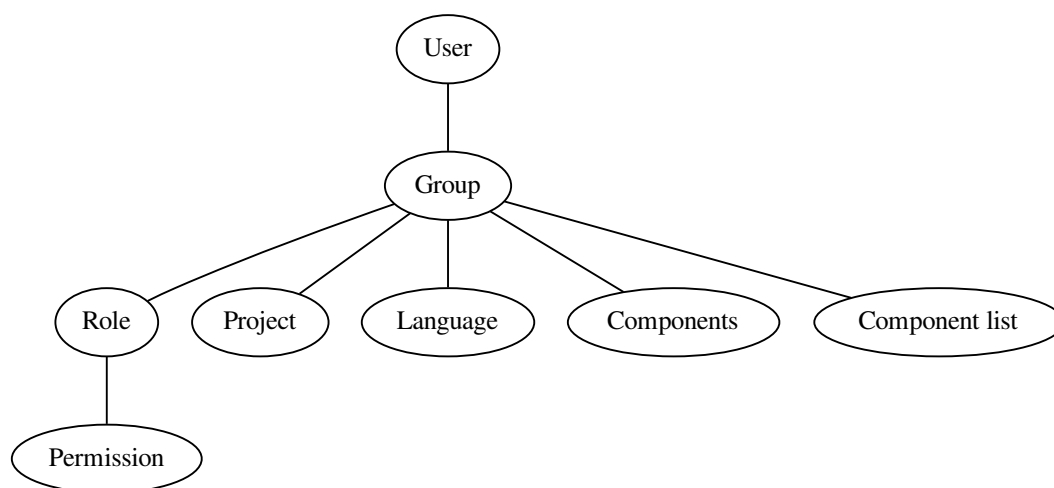 User
Group
Role
Project
Language
Components
Component list
Permission